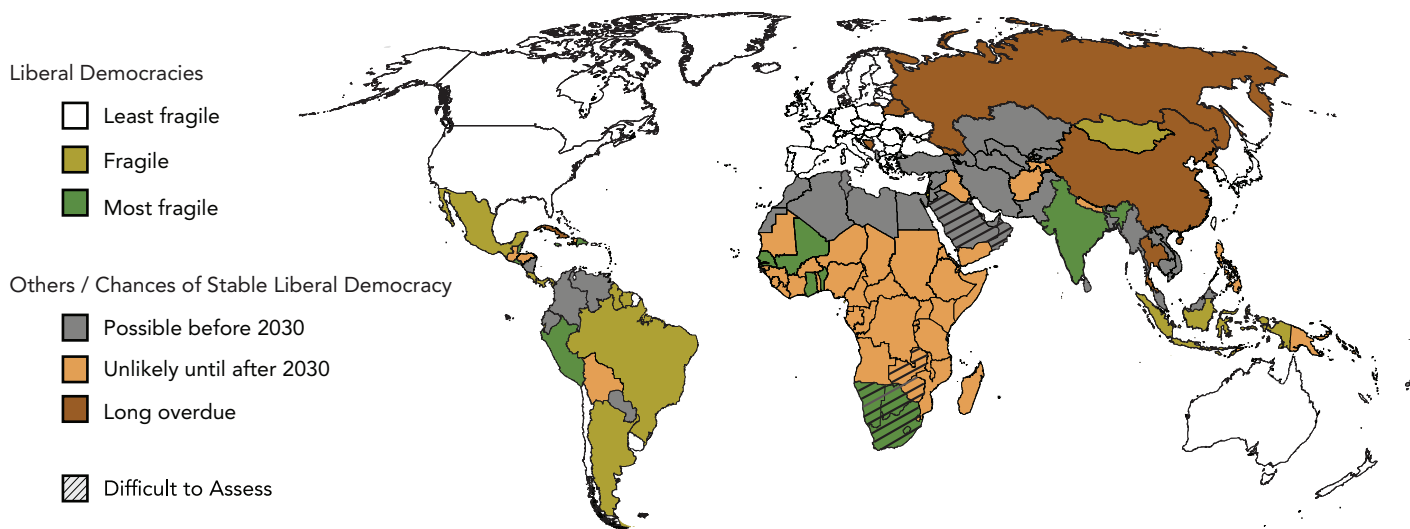 Liberal Democracies
Least fragile
Fragile
Most fragile
Others / Chances of Stable Liberal Democracy
Possible before 2030
Unlikely until after 2030
Long overdue
Difficult to Assess